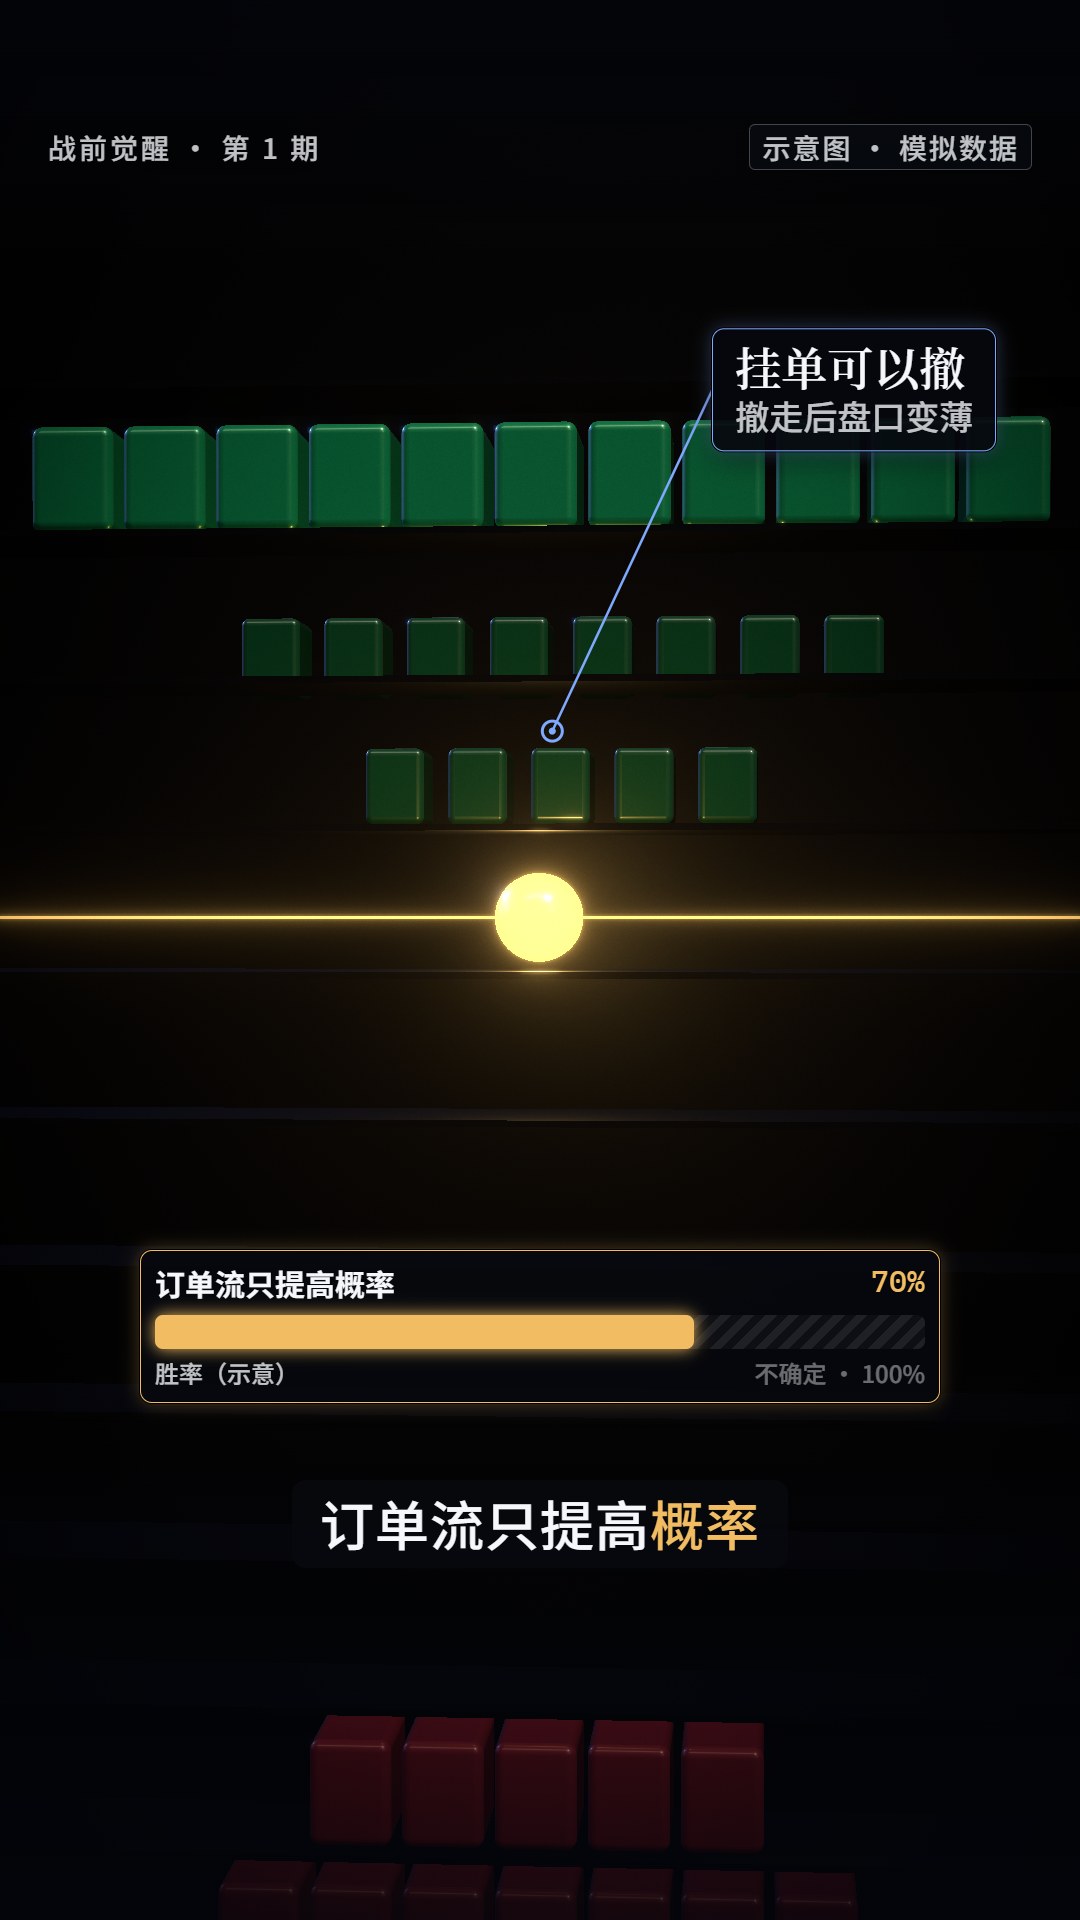 战前觉醒 · 第 1 期
示意图 · 模拟数据
挂单可以撤
撤走后盘口变薄
订单流只提高概率
70%
胜率（示意）
不确定 · 100%
订单流只提高概率